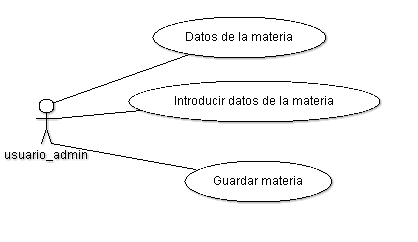 Datos de la materia
Introducir datos de la materia
usuario_admin
Guardar materia